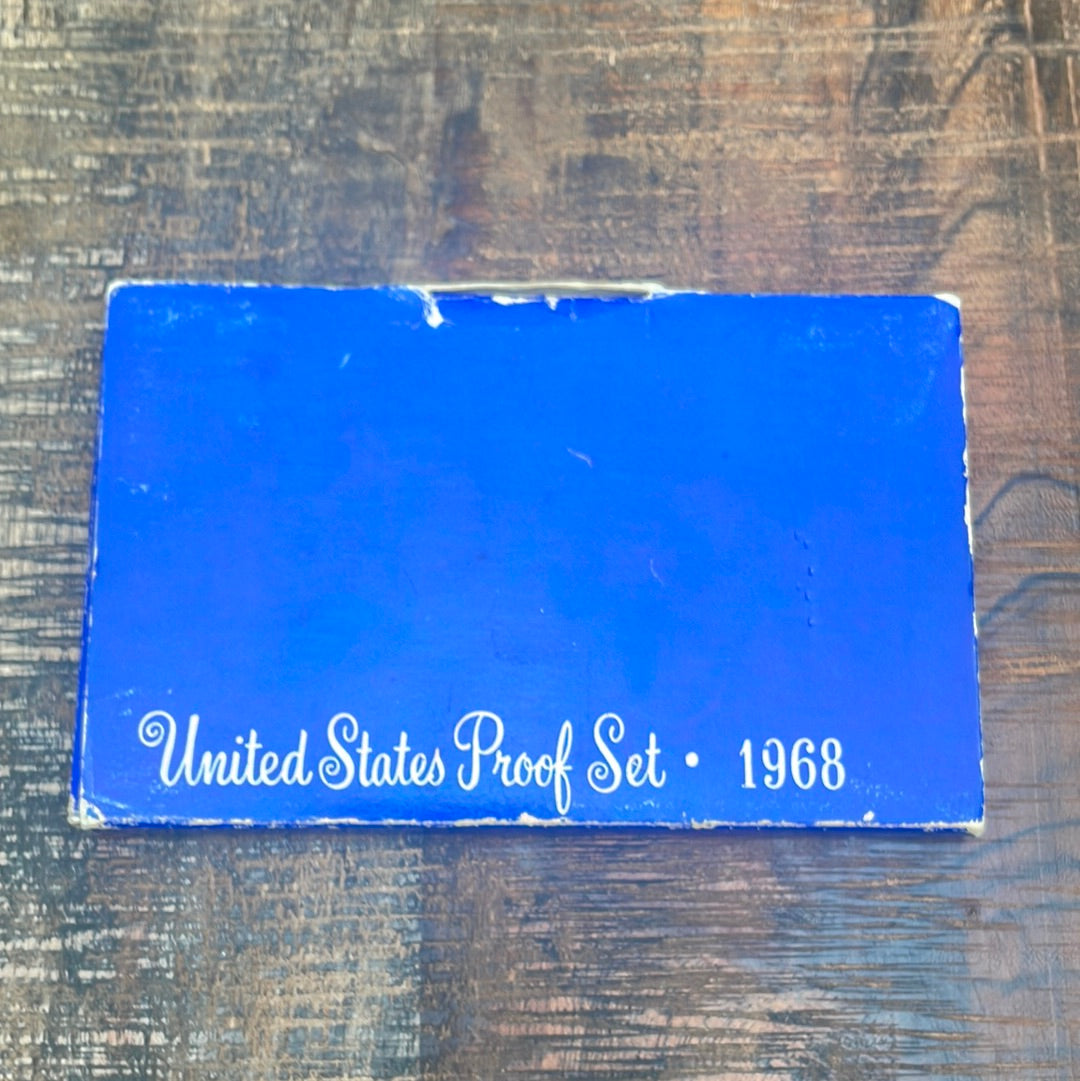 United States Proof Set • 1968